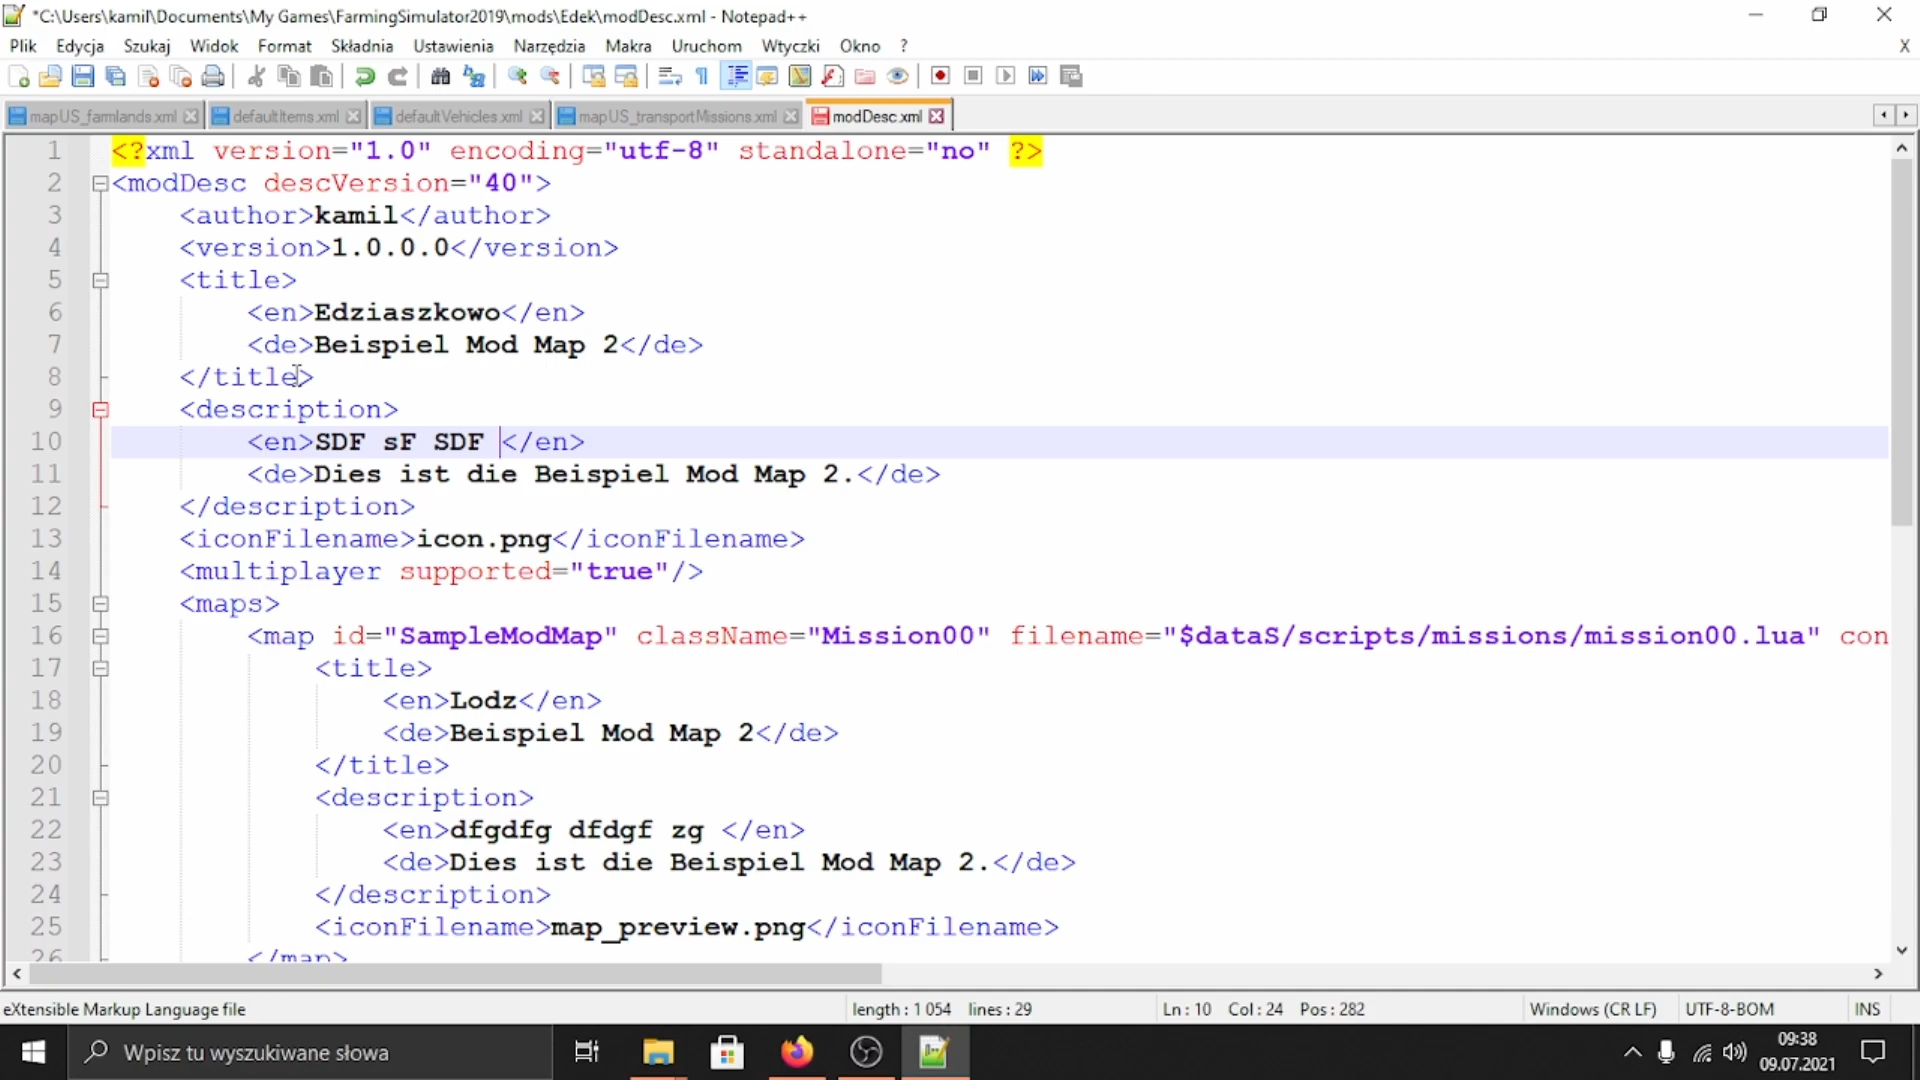 *C:\Users\kamil\Documents\My Games\FarmingSimulator2019\mods\Edek\modDesc.xml - Notepad++
Plik Edycja Szukaj Widok Format Składnia Ustawienia Narzędzia Makra Uruchom Wtyczki Okno ? X
mapUS_farmlands.xml defaultItems.xml defaultVehicles.xml mapUS_transportMissions.xml modDesc.xml
1 <?xml version="1.0" encoding="utf-8" standalone="no" ?>
2 <modDesc descVersion="40">
3 <author>kamil</author>
4 <version>1.0.0.0</version>
5 <title>
6 <en>Edziaszkowo</en>
7 <de>Beispiel Mod Map 2</de>
8 </title>
9 <description>
10 <en>SDF sF SDF </en>
11 <de>Dies ist die Beispiel Mod Map 2.</de>
12 </description>
13 <iconFilename>icon.png</iconFilename>
14 <multiplayer supported="true"/>
15 <maps>
16 <map id="SampleModMap" className="Mission00" filename="$dataS/scripts/missions/mission00.lua" con
17 <title>
18 <en>Lodz</en>
19 <de>Beispiel Mod Map 2</de>
20 </title>
21 <description>
22 <en>dfgdfg dfdgf zg </en>
23 <de>Dies ist die Beispiel Mod Map 2.</de>
24 </description>
25 <iconFilename>map_preview.png</iconFilename>
26 </map>
eXtensible Markup Language file length : 1 054 lines : 29 Ln : 10 Col : 24 Pos : 282 Windows (CR LF) UTF-8-BOM INS
Wpisz tu wyszukiwane słowa
09:38
09.07.2021